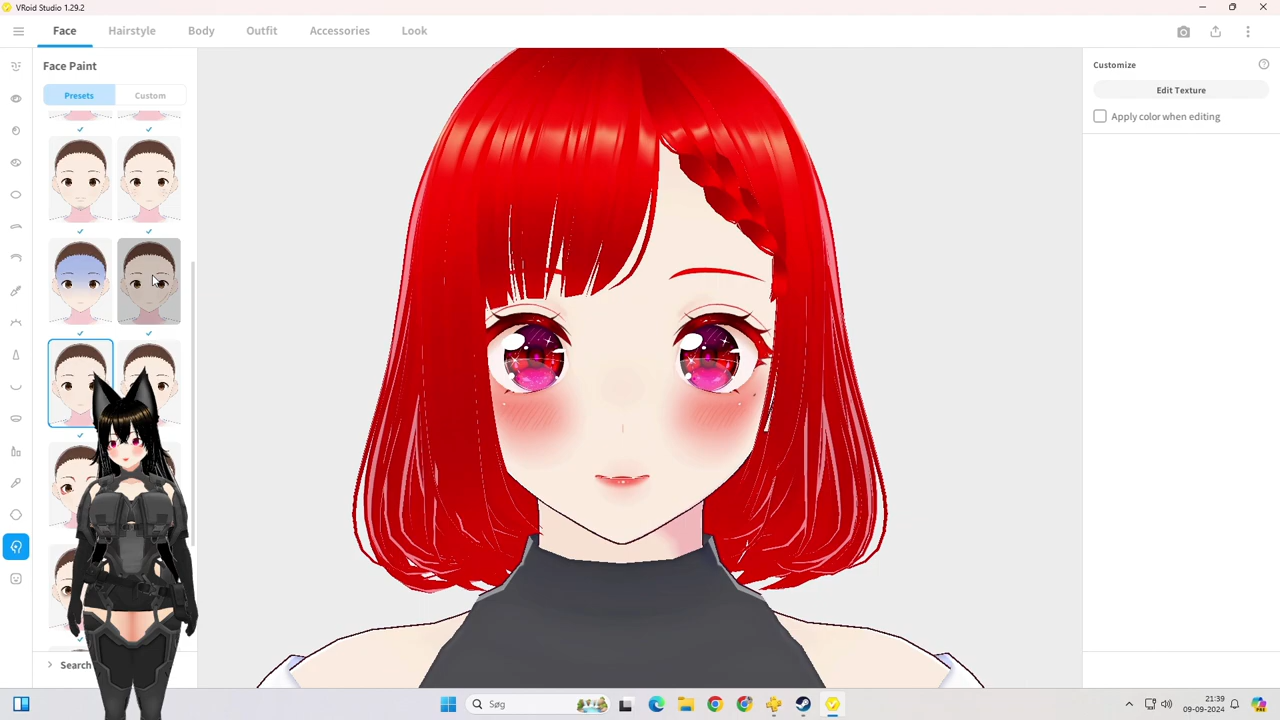 VRoid Studio 1.29.2
Face
Hairstyle
Body
Outfit
Accessories
Look
Face Paint
Presets
Custom
Search
Customize
Edit Texture
Apply color when editing
Søg
21:39
09-09-2024